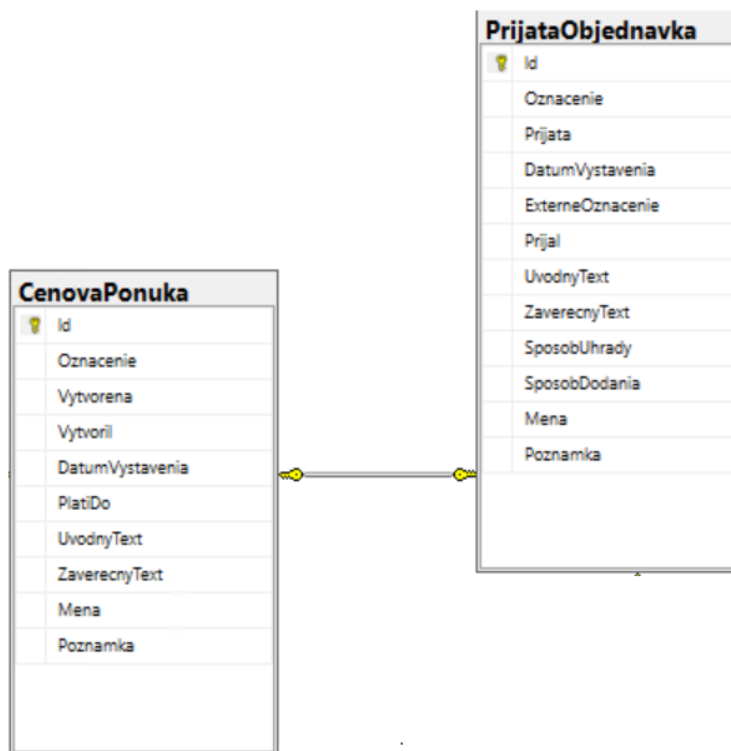 PrijataObjednavka
Id
Oznacenie
Prijata
DatumVystavenia
ExterneOznacenie
Prijal
UvodnyText
ZaverecnyText
SposobUhrady
SposobDodania
Mena
Poznamka
CenovaPonuka
Id
Oznacenie
Vytvorena
Vytvoril
DatumVystavenia
PlatiDo
UvodnyText
ZaverecnyText
Mena
Poznamka